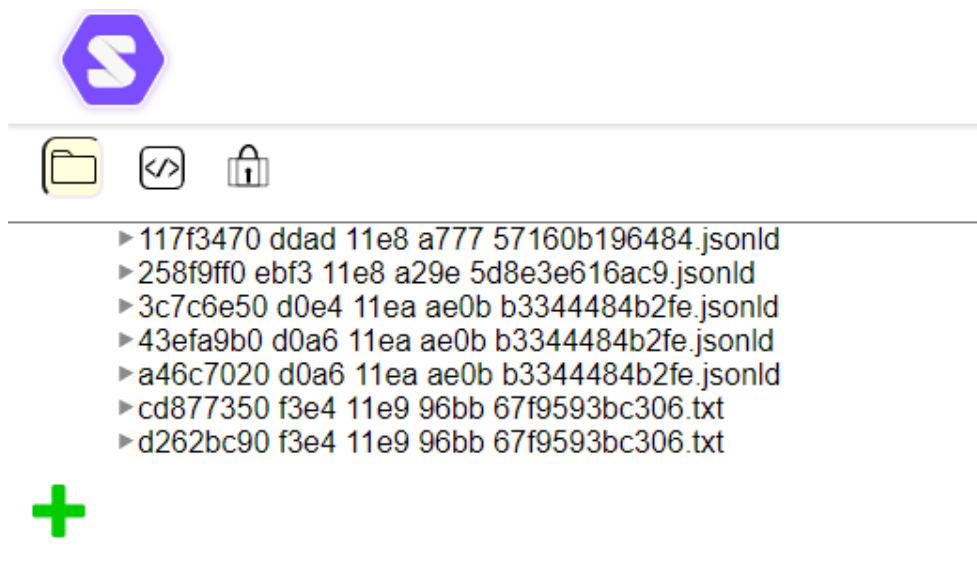 S
</>
117f3470 ddad 11e8 a777 57160b196484.jsonld
258f9ff0 ebf3 11e8 a29e 5d8e3e616ac9.jsonld
3c7c6e50 d0e4 11ea ae0b b3344484b2fe.jsonld
43efa9b0 d0a6 11ea ae0b b3344484b2fe.jsonld
a46c7020 d0a6 11ea ae0b b3344484b2fe.jsonld
cd877350 f3e4 11e9 96bb 67f9593bc306.txt
d262bc90 f3e4 11e9 96bb 67f9593bc306.txt